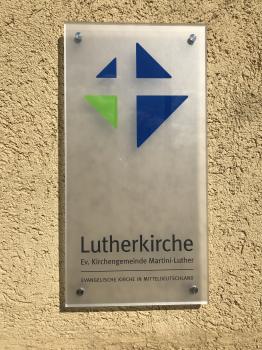 Lutherkirche
Ev. Kirchengemeinde Martini-Luther
EVANGELISCHE KIRCHE IN MITTELDEUTSCHLAND